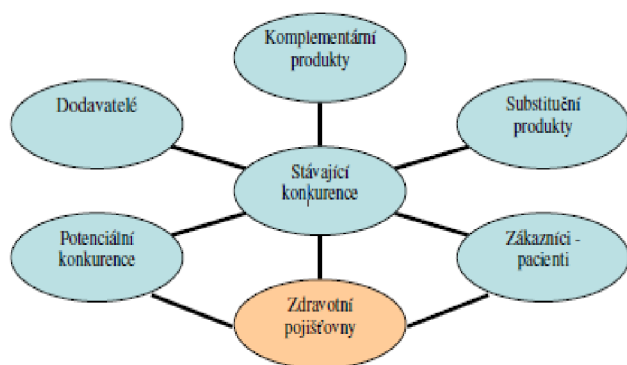 Komplementární
produkty
Dodavatelé
Substituční
produkty
Stávající
konkurence
Potenciální
konkurence
Zákazníci -
pacienti
Zdravotní
pojišťovny